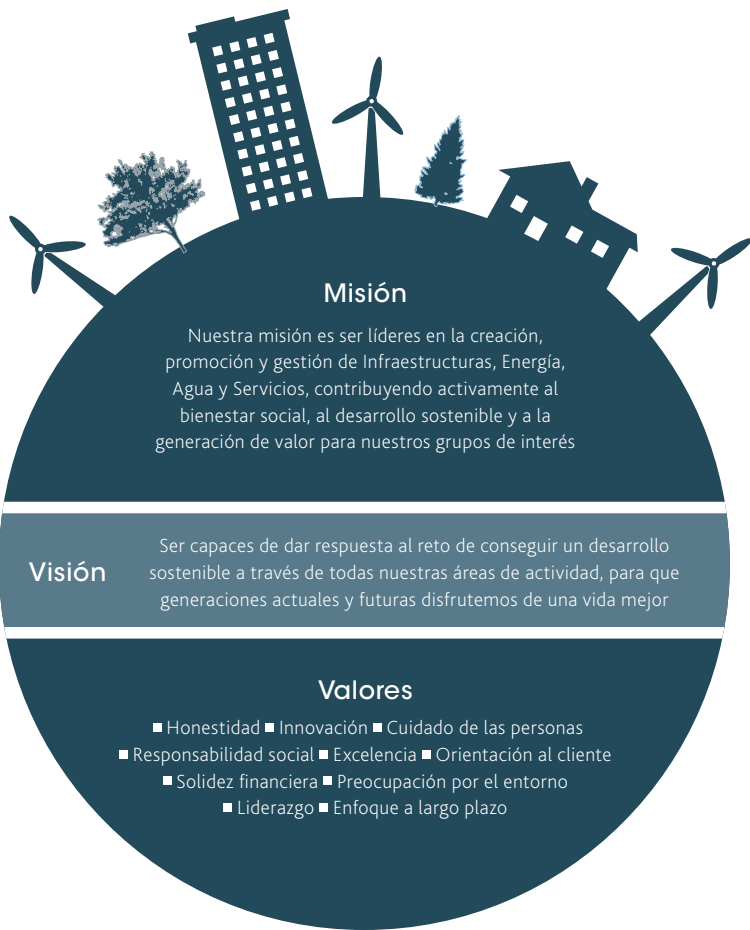 Misión
Nuestra misión es ser líderes en la creación,
promoción y gestión de Infraestructuras, Energía,
Agua y Servicios, contribuyendo activamente al
bienestar social, al desarrollo sostenible y a la
generación de valor para nuestros grupos de interés
Visión
Ser capaces de dar respuesta al reto de conseguir un desarrollo
sostenible a través de todas nuestras áreas de actividad, para que
generaciones actuales y futuras disfrutemos de una vida mejor
Valores
■ Honestidad ■ Innovación ■ Cuidado de las personas
■ Responsabilidad social ■ Excelencia ■ Orientación al cliente
■ Solidez financiera ■ Preocupación por el entorno
■ Liderazgo ■ Enfoque a largo plazo